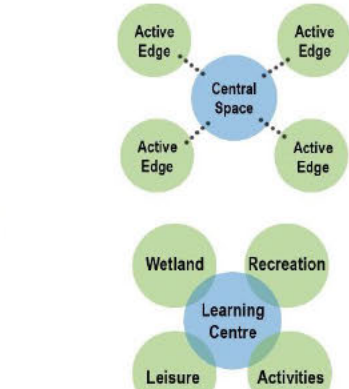 Active
Edge
Active
Edge
Central
Space
Active
Edge
Active
Edge
Wetland
Recreation
Learning
Centre
Leisure
Activities